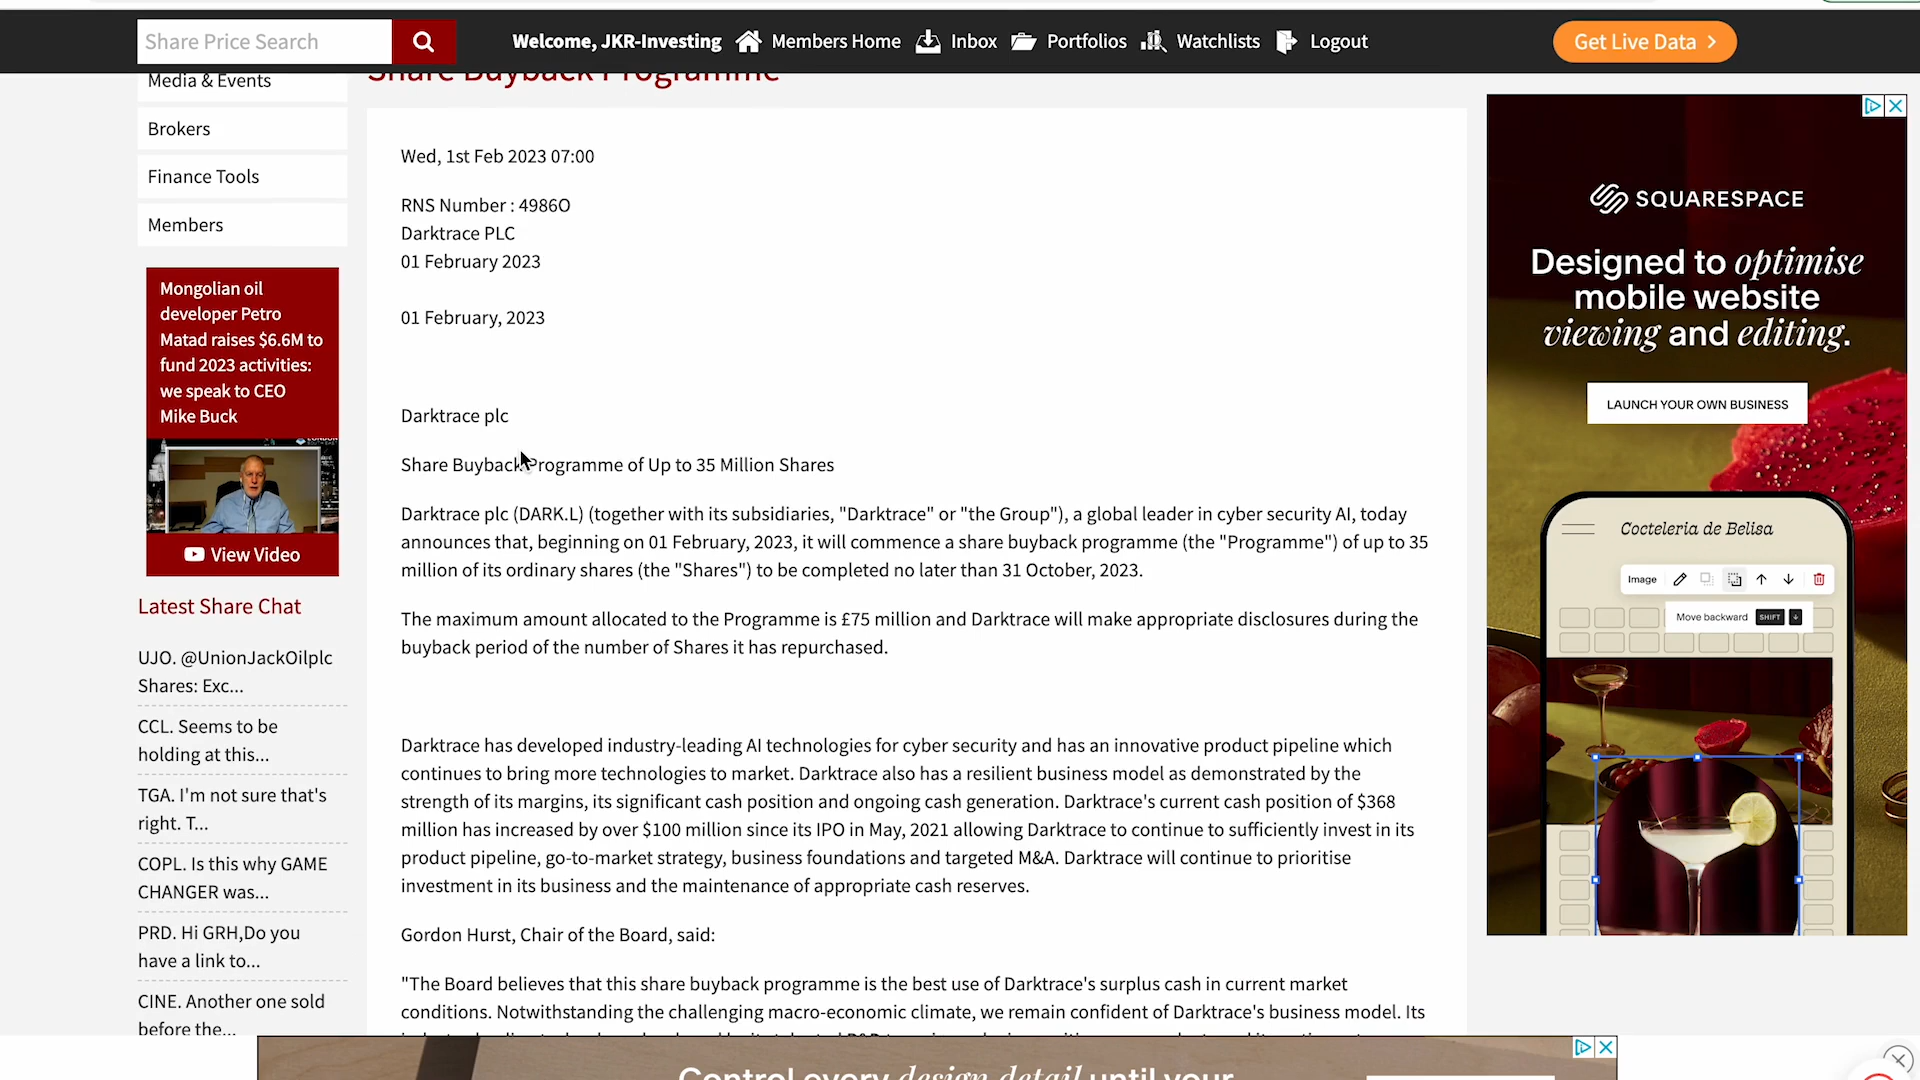 Share Price Search
Welcome, JKR-Investing Members Home Inbox Portfolios Watchlists Logout
Get Live Data
Share Buyback Programme
Media & Events
Brokers
Finance Tools
Members
Mongolian oil
developer Petro
Matad raises $6.6M to
fund 2023 activities:
we speak to CEO
Mike Buck
View Video
Latest Share Chat
UJO. @UnionJackOilplc
Shares: Exc...
CCL. Seems to be
holding at this...
TGA. I'm not sure that's
right. T...
COPL. Is this why GAME
CHANGER was...
PRD. Hi GRH,Do you
have a link to...
CINE. Another one sold
before the...
Wed, 1st Feb 2023 07:00
RNS Number : 4986O
Darktrace PLC
01 February 2023
01 February, 2023
Darktrace plc
Share Buyback Programme of Up to 35 Million Shares
Darktrace plc (DARK.L) (together with its subsidiaries, "Darktrace" or "the Group"), a global leader in cyber security AI, today
announces that, beginning on 01 February, 2023, it will commence a share buyback programme (the "Programme") of up to 35
million of its ordinary shares (the "Shares") to be completed no later than 31 October, 2023.
The maximum amount allocated to the Programme is £75 million and Darktrace will make appropriate disclosures during the
buyback period of the number of Shares it has repurchased.
Darktrace has developed industry-leading AI technologies for cyber security and has an innovative product pipeline which
continues to bring more technologies to market. Darktrace also has a resilient business model as demonstrated by the
strength of its margins, its significant cash position and ongoing cash generation. Darktrace's current cash position of $368
million has increased by over $100 million since its IPO in May, 2021 allowing Darktrace to continue to sufficiently invest in its
product pipeline, go-to-market strategy, business foundations and targeted M&A. Darktrace will continue to prioritise
investment in its business and the maintenance of appropriate cash reserves.
Gordon Hurst, Chair of the Board, said:
"The Board believes that this share buyback programme is the best use of Darktrace's surplus cash in current market
conditions. Notwithstanding the challenging macro-economic climate, we remain confident of Darktrace's business model. Its
SQUARESPACE
Designed to optimise
mobile website
viewing and editing.
LAUNCH YOUR OWN BUSINESS
Cocteleria de Belisa
Image
Move backward SHIFT
Control every design detail until your